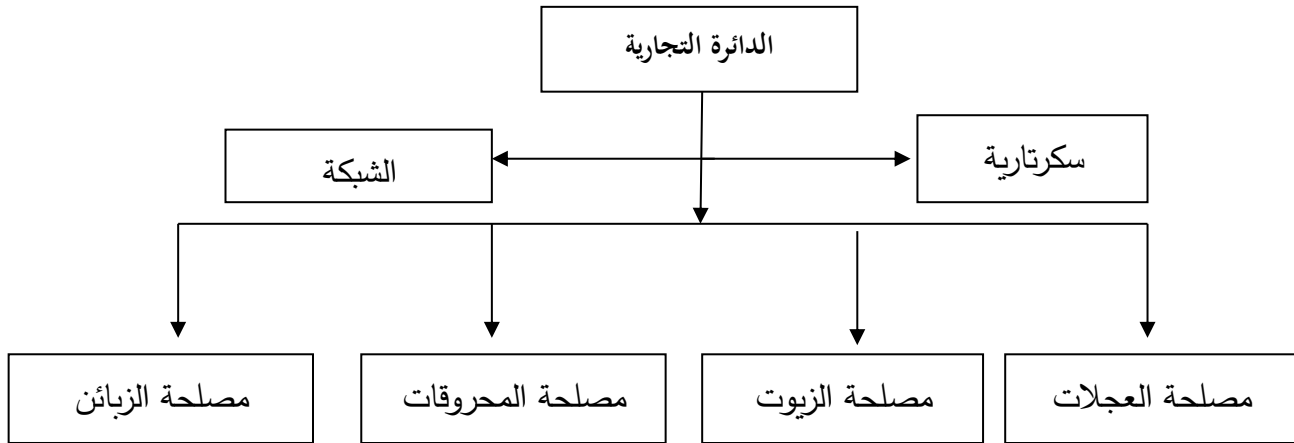 الدائرة التجارية
سكرتارية
الشبكة
مصلحة العجلات
مصلحة الزيوت
مصلحة المحروقات
مصلحة الزبائن